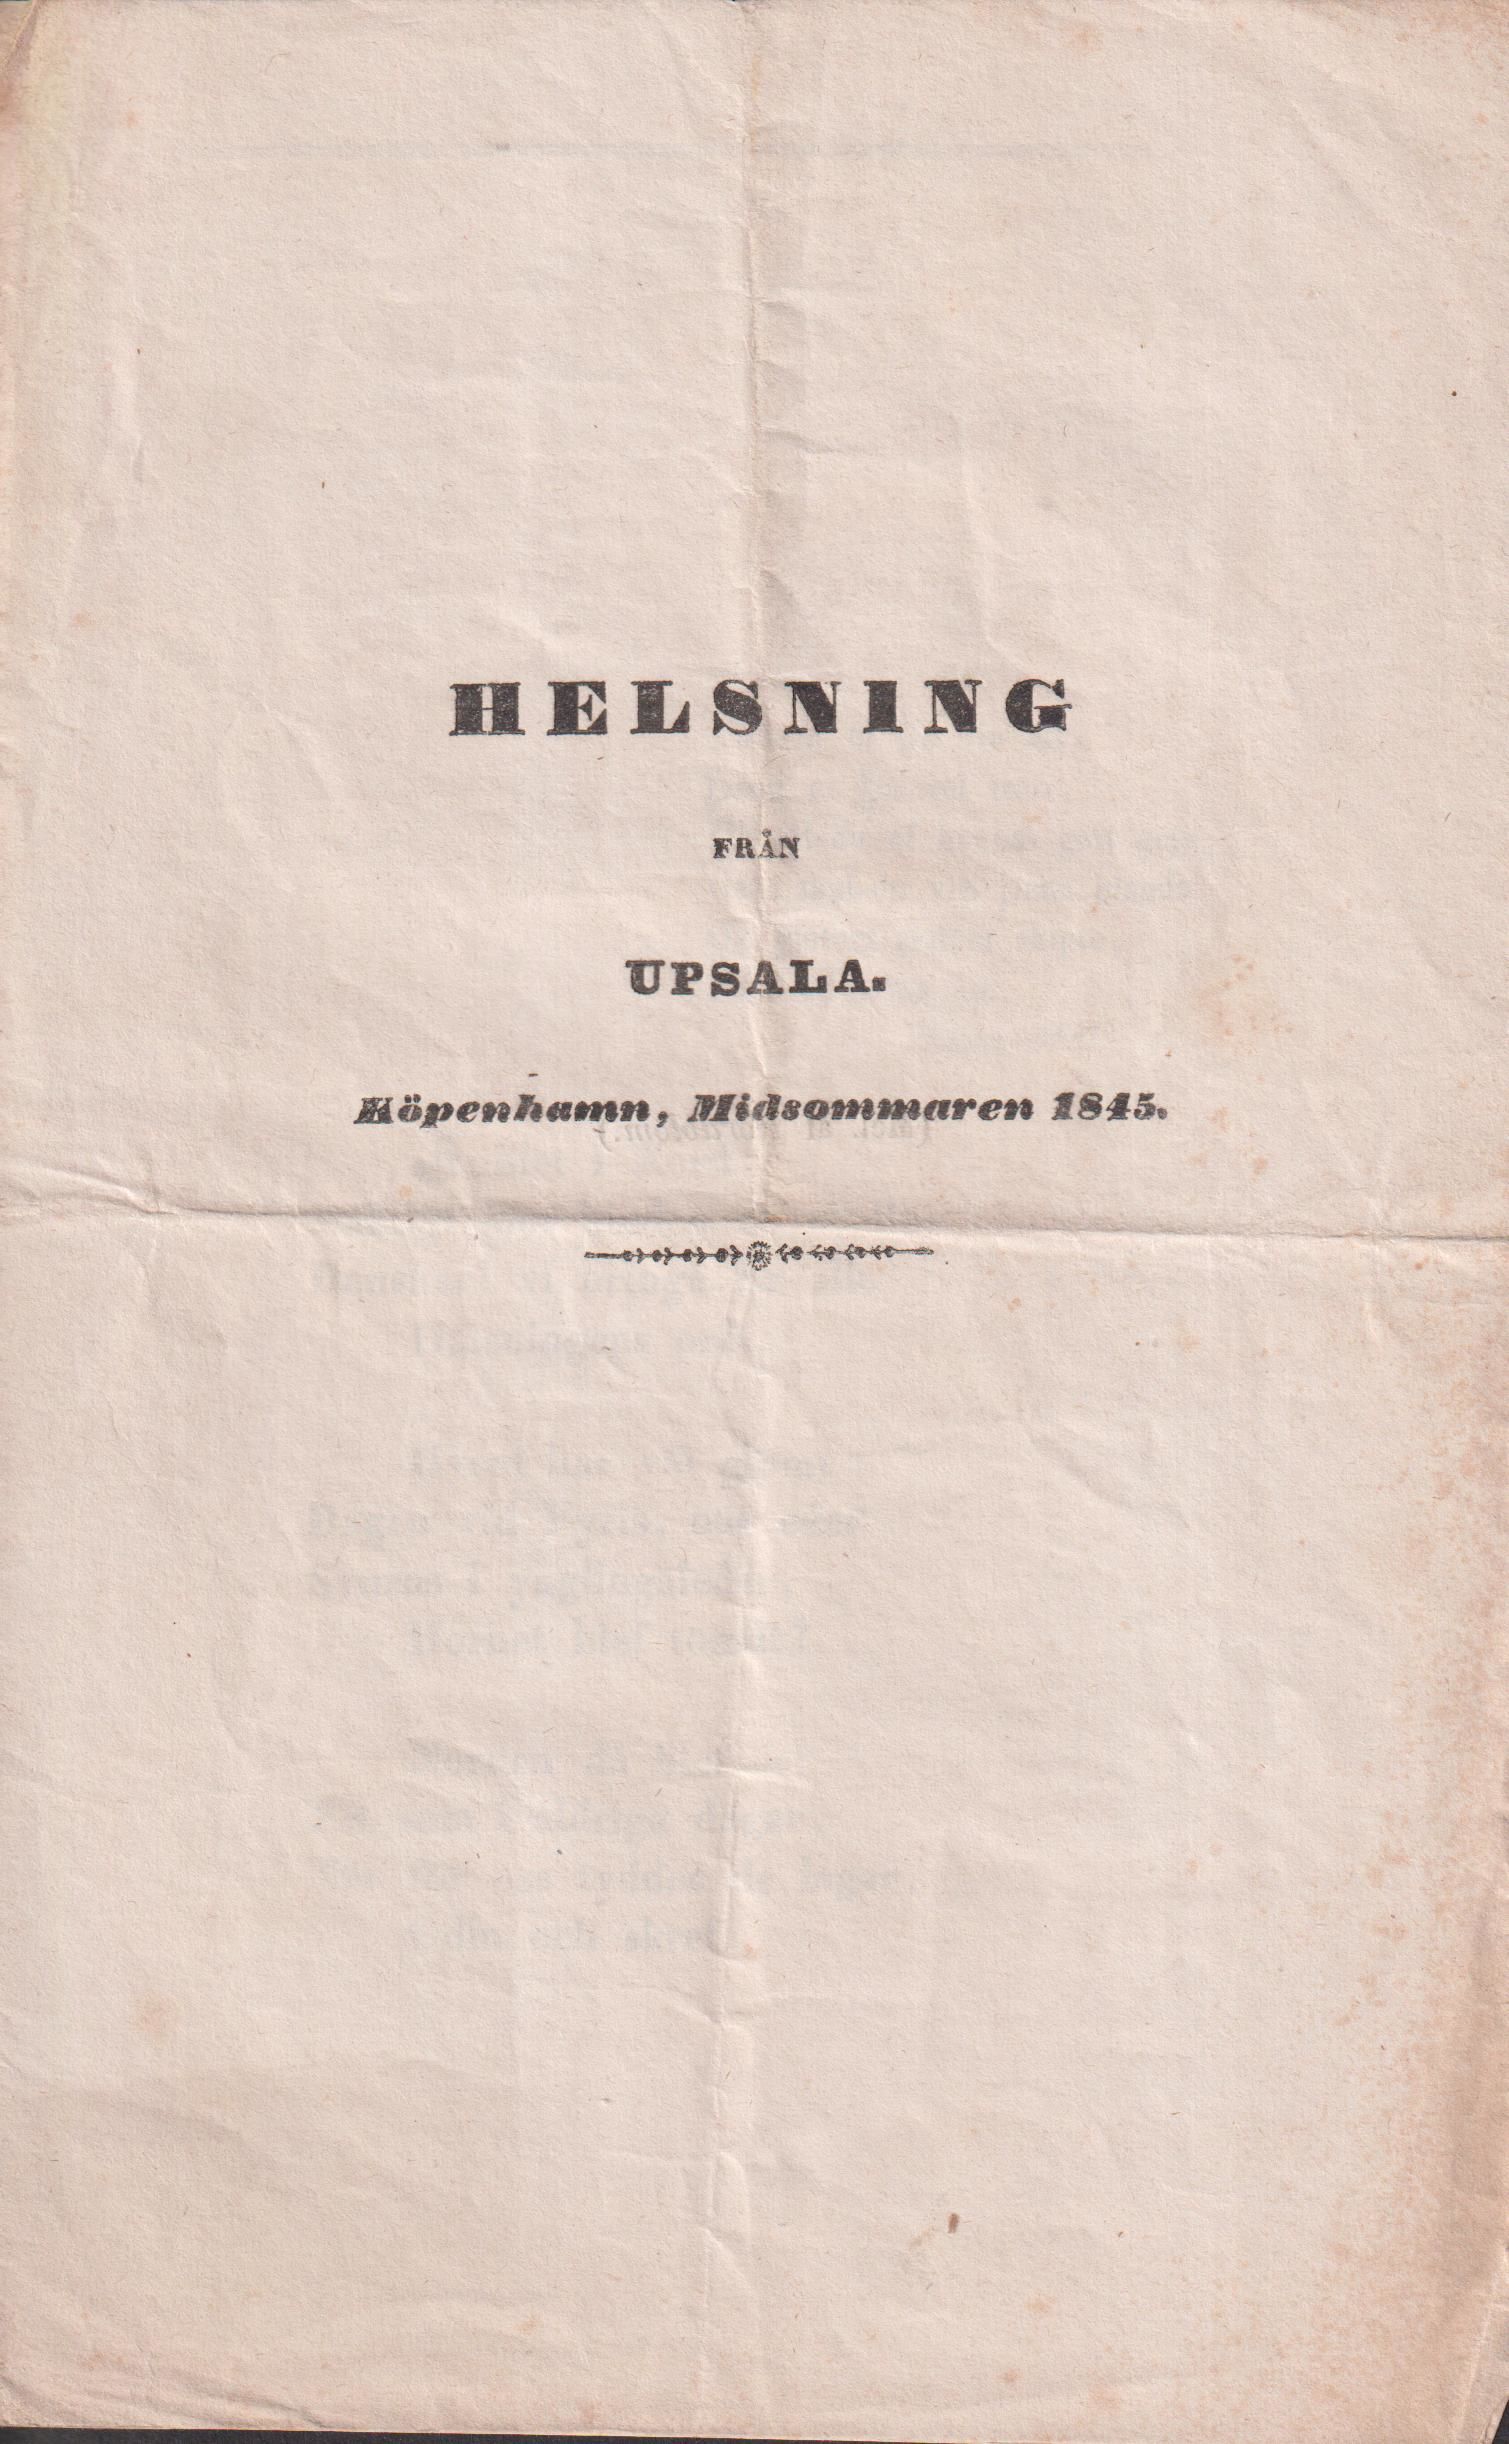 HELSNING
FRÅN
UPSALA.
Köpenhamn, Midsommaren 1845.